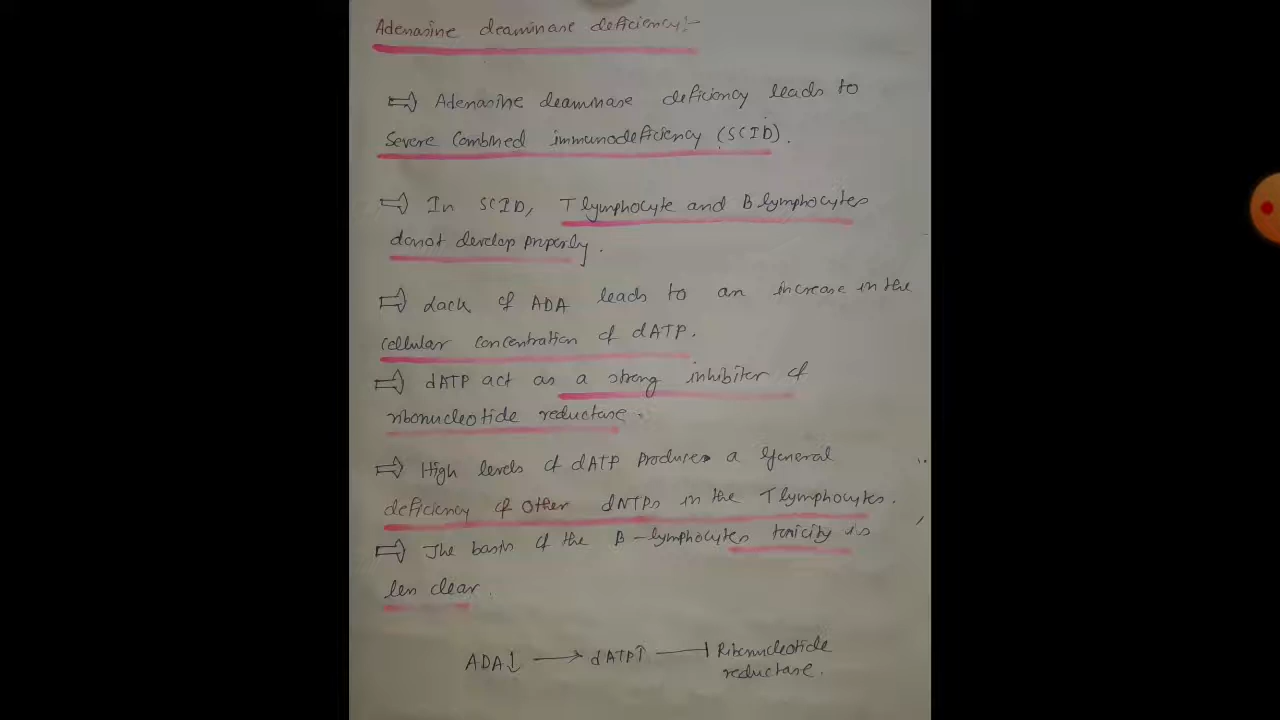 Adenosine deaminase deficiency:-
⇒ Adenosine deaminase deficiency leads to
Severe Combined immunodeficiency (SCID).
⇒ In SCID, T lymphocyte and B lymphocytes
donot develop properly.
⇒ Lack of ADA leads to an increase in the
cellular concentration of dATP.
⇒ dATP act as a strong inhibitor of
ribonucleotide reductase.
⇒ High levels of dATP produces a general
deficiency of other dNTPs in the T lymphocytes.
⇒ The basis of the B-lymphocytes toxicity is
less clear.
ADA↓ → dATP↑ ⊣ Ribonucleotide
reductase.